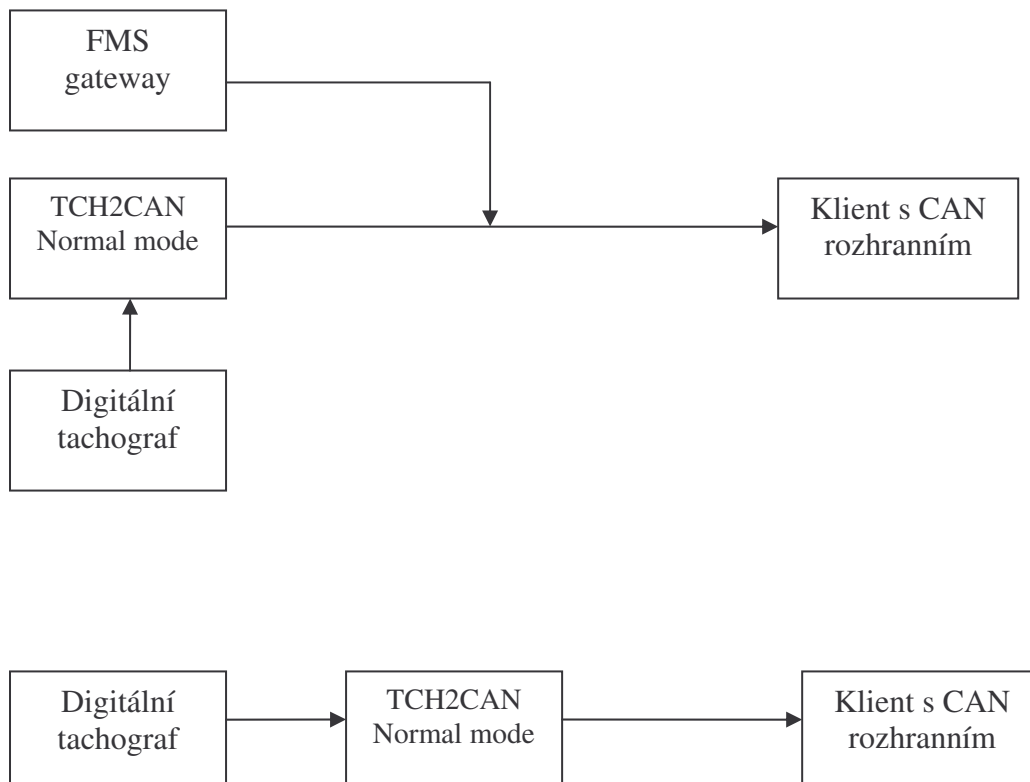 FMS
gateway
TCH2CAN
Normal mode
Klient s CAN
rozhranním
Digitální
tachograf
Digitální
tachograf
TCH2CAN
Normal mode
Klient s CAN
rozhranním